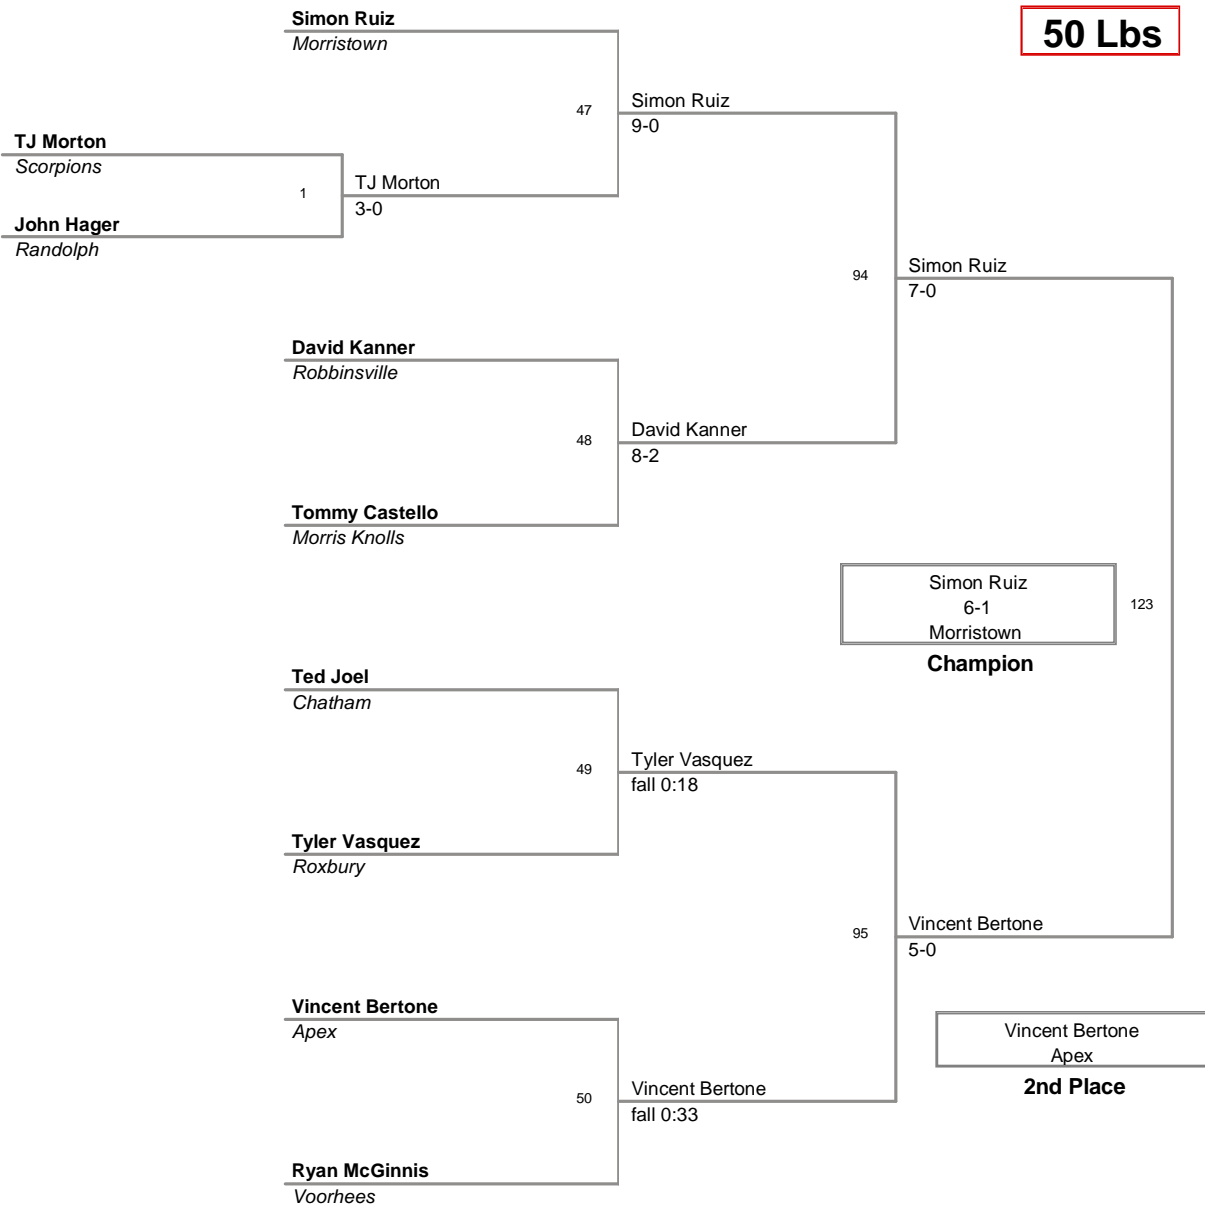 Simon Ruiz
Morristown
50 Lbs
47
Simon Ruiz
9-0
TJ Morton
Scorpions
1
TJ Morton
3-0
John Hager
Randolph
94
Simon Ruiz
7-0
David Kanner
Robbinsville
48
David Kanner
8-2
Tommy Castello
Morris Knolls
Simon Ruiz
6-1
Morristown
123
Champion
Ted Joel
Chatham
49
Tyler Vasquez
fall 0:18
Tyler Vasquez
Roxbury
95
Vincent Bertone
5-0
Vincent Bertone
Apex
Vincent Bertone
Apex
2nd Place
50
Vincent Bertone
fall 0:33
Ryan McGinnis
Voorhees